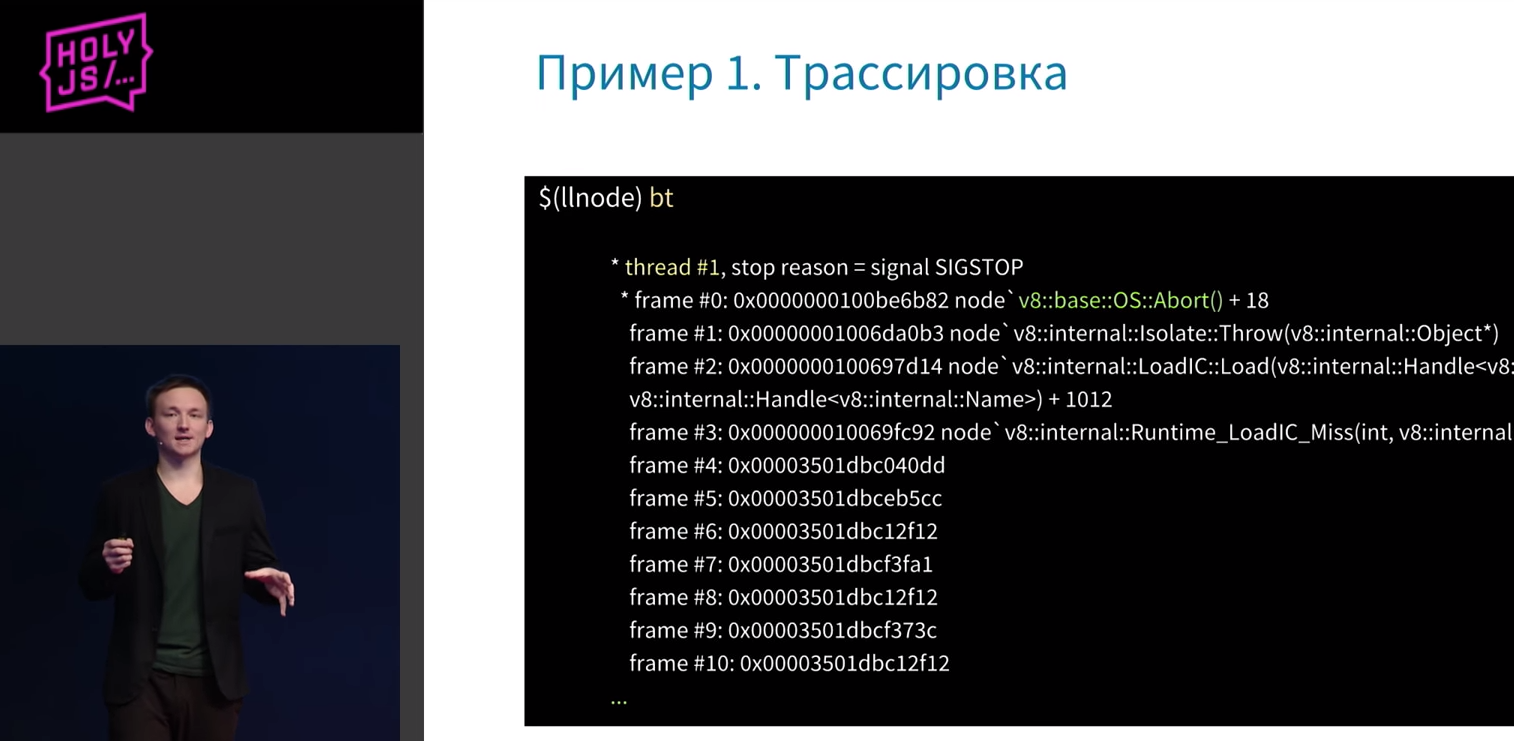 HOLY
JS/...
Пример 1. Трассировка
$(llnode) bt
* thread #1, stop reason = signal SIGSTOP
* frame #0: 0x0000000100be6b82 node`v8::base::OS::Abort() + 18
frame #1: 0x00000001006da0b3 node`v8::internal::Isolate::Throw(v8::internal::Object*)
frame #2: 0x0000000100697d14 node`v8::internal::LoadIC::Load(v8::internal::Handle<v8:
v8::internal::Handle<v8::internal::Name>) + 1012
frame #3: 0x000000010069fc92 node`v8::internal::Runtime_LoadIC_Miss(int, v8::internal
frame #4: 0x00003501dbc040dd
frame #5: 0x00003501dbceb5cc
frame #6: 0x00003501dbc12f12
frame #7: 0x00003501dbcf3fa1
frame #8: 0x00003501dbc12f12
frame #9: 0x00003501dbcf373c
frame #10: 0x00003501dbc12f12
...